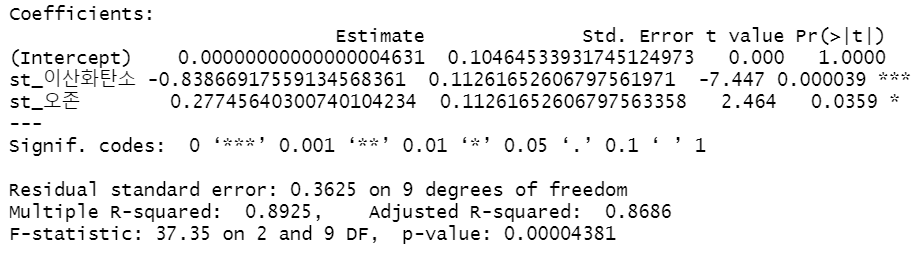 Coefficients:
Estimate Std. Error t value Pr(>|t|)
(Intercept) 0.00000000000000004631 0.10464533931745124973 0.000 1.0000
st_이산화탄소 -0.83866917559134568361 0.11261652606797561971 -7.447 0.000039 ***
st_오존 0.27745640300740104234 0.11261652606797563358 2.464 0.0359 *
---
Signif. codes: 0 ‘***’ 0.001 ‘**’ 0.01 ‘*’ 0.05 ‘.’ 0.1 ‘ ’ 1
Residual standard error: 0.3625 on 9 degrees of freedom
Multiple R-squared: 0.8925, Adjusted R-squared: 0.8686
F-statistic: 37.35 on 2 and 9 DF, p-value: 0.00004381